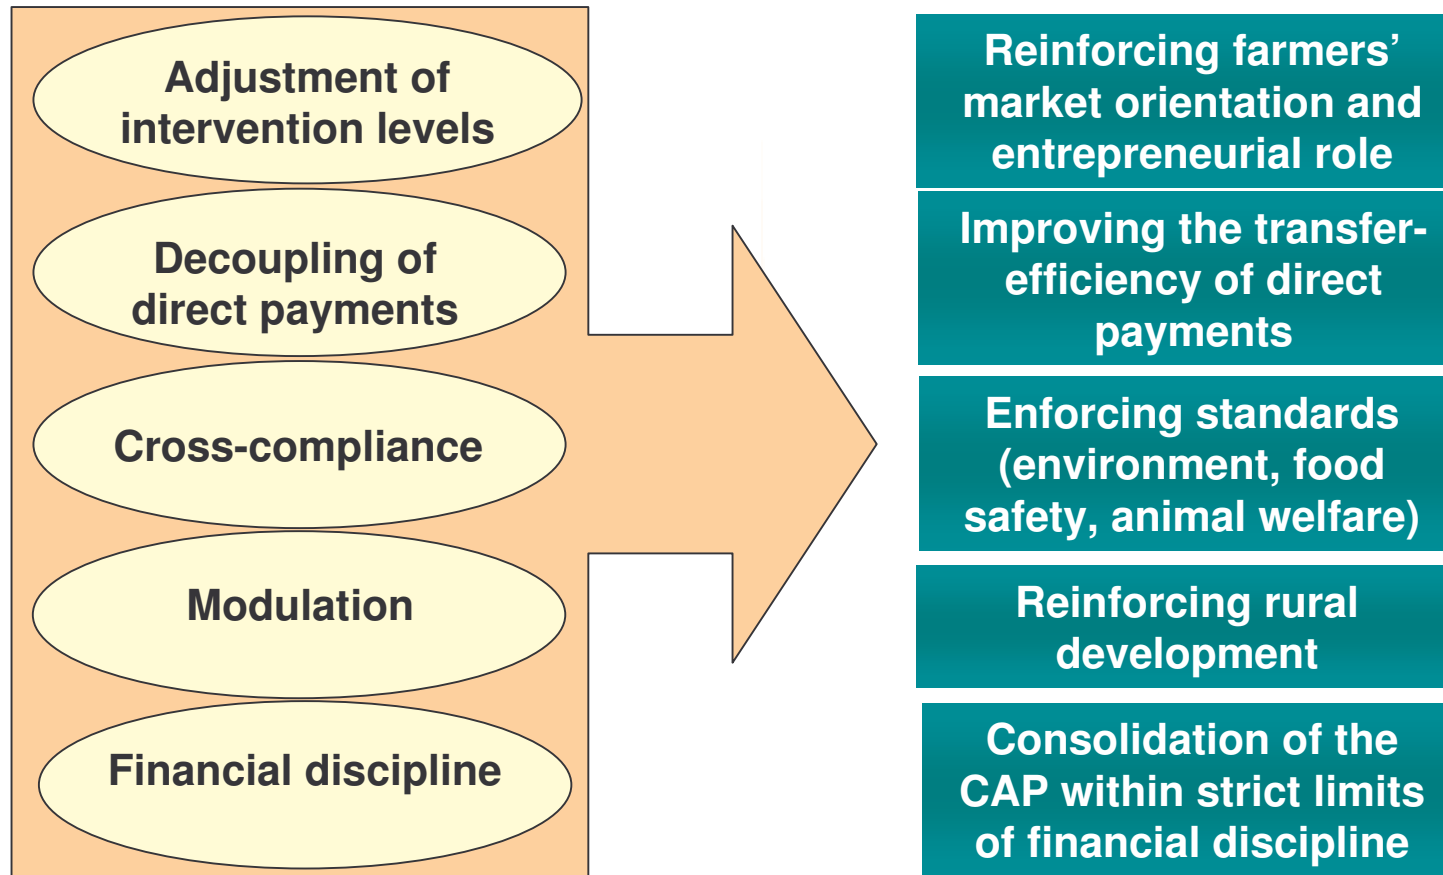 Adjustment of
intervention levels
Decoupling of
direct payments
Cross-compliance
Modulation
Financial discipline
Reinforcing farmers’
market orientation and
entrepreneurial role
Improving the transfer-
efficiency of direct
payments
Enforcing standards
(environment, food
safety, animal welfare)
Reinforcing rural
development
Consolidation of the
CAP within strict limits
of financial discipline